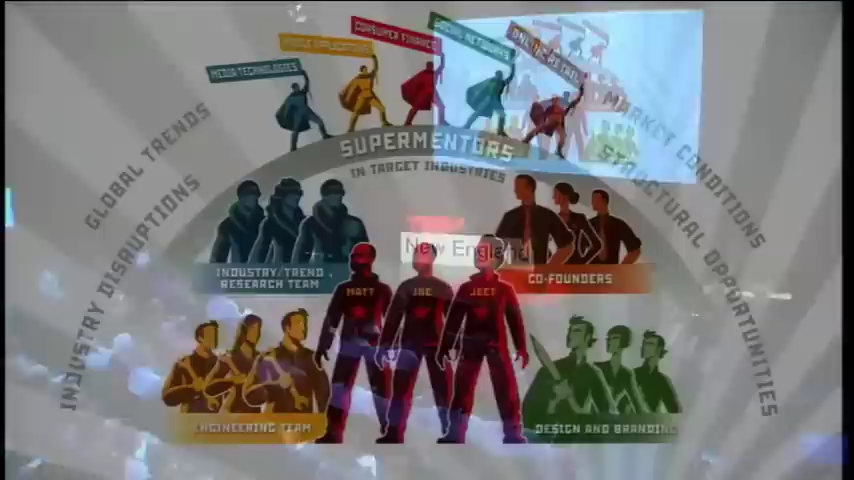 CONSUMER FINANCE
SOCIAL NETWORKS
MOBILE APPLICATIONS
ONLINE RETAIL
MEDIA TECHNOLOGIES
SUPERMENTORS
IN TARGET INDUSTRIES
GLOBAL TRENDS
MARKET CONDITIONS
INDUSTRY DISRUPTIONS
STRUCTURAL OPPORTUNITIES
New England
INDUSTRY/TREND
RESEARCH TEAM
CO-FOUNDERS
MATT
JOE
JEET
ENGINEERING TEAM
DESIGN AND BRANDING